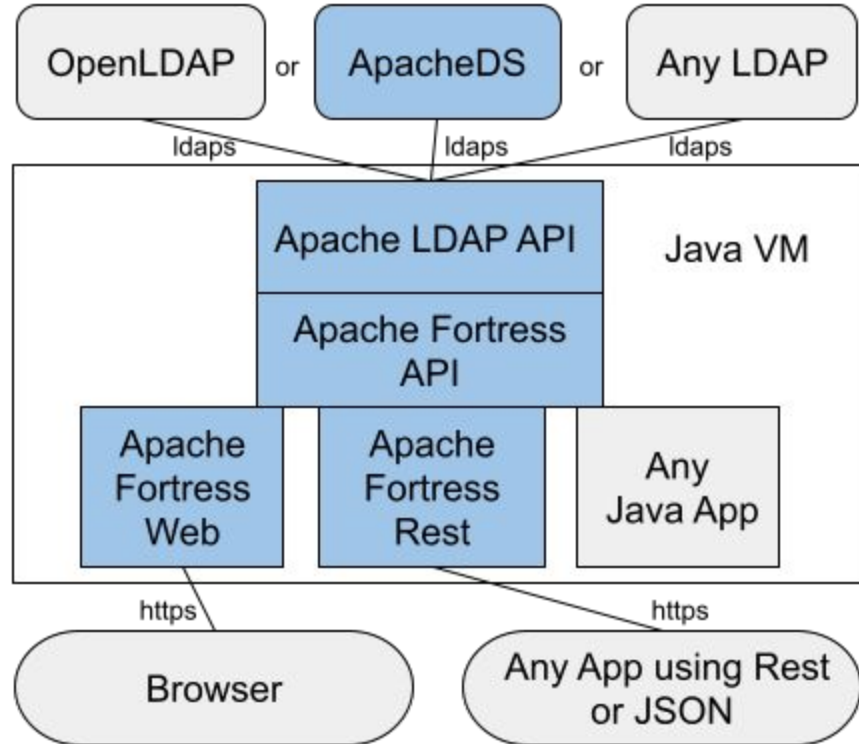 OpenLDAP or ApacheDS or Any LDAP
ldaps ldaps ldaps
Apache LDAP API
Java VM
Apache Fortress
API
Apache
Fortress
Web
Apache
Fortress
Rest
Any
Java App
https https
Browser
Any App using Rest
or JSON